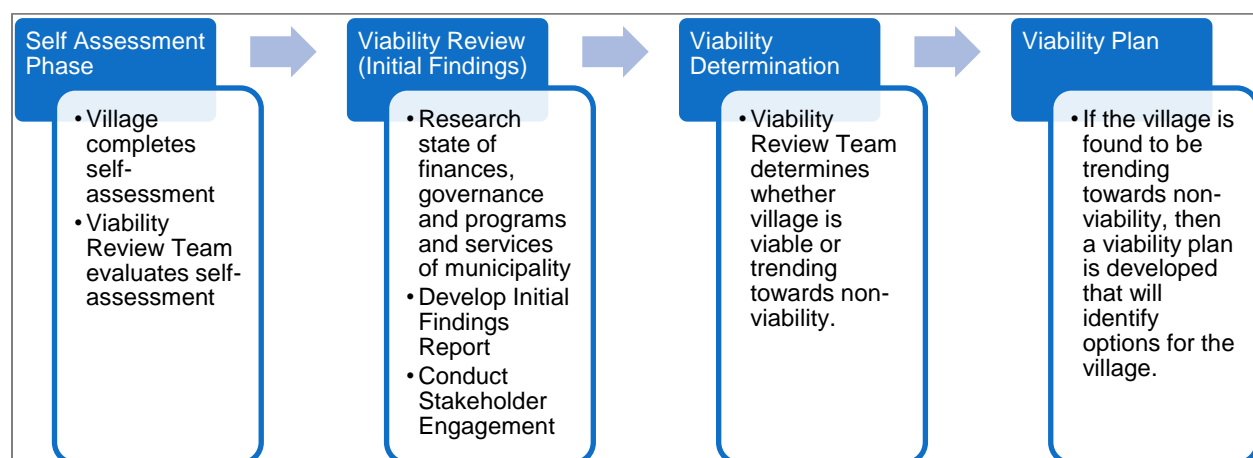 Self Assessment
Phase
• Village
completes
self-
assessment
• Viability
Review Team
evaluates self-
assessment
Viability Review
(Initial Findings)
• Research
state of
finances,
governance
and programs
and services
of municipality
• Develop Initial
Findings
Report
• Conduct
Stakeholder
Engagement
Viability
Determination
• Viability
Review Team
determines
whether
village is
viable or
trending
towards non-
viability.
Viability Plan
• If the village is
found to be
trending
towards non-
viability, then
a viability plan
is developed
that will
identify
options for the
village.